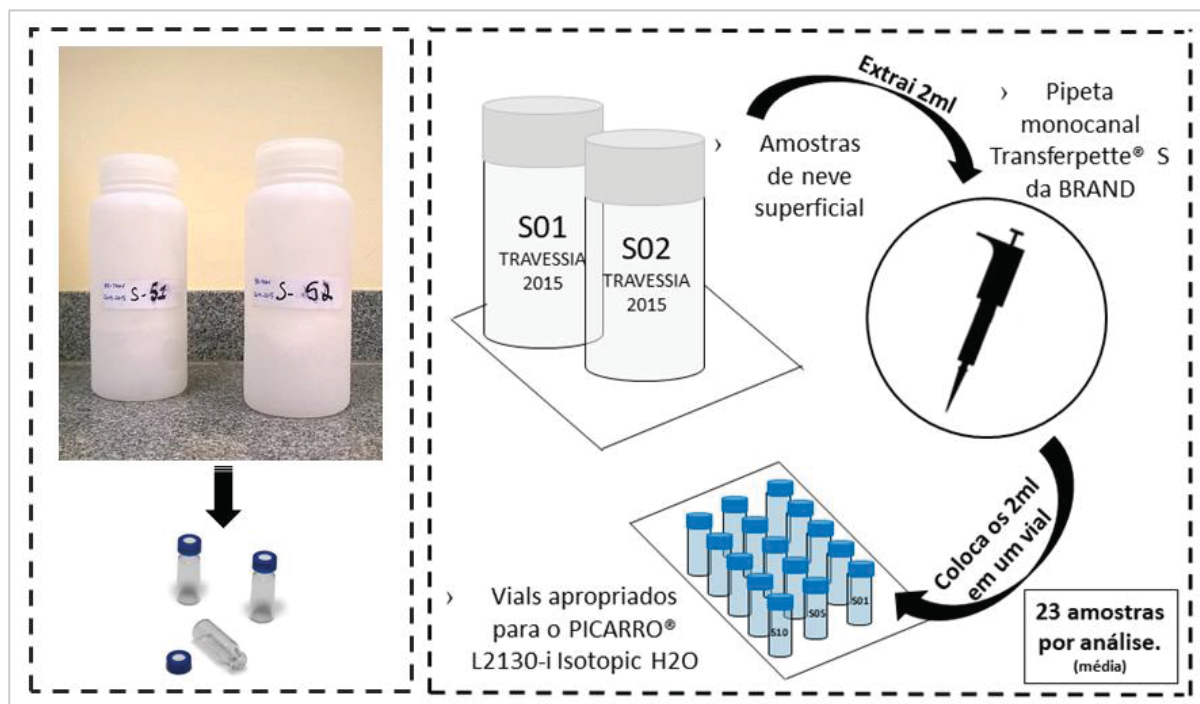 S-51
S-52
S01
TRAVESSIA
2015
S02
TRAVESSIA
2015
› Amostras
de neve
superficial
Extrai 2ml
› Pipeta
monocanal
Transferpette® S
da BRAND
Coloca os 2ml
em um vial
S10
S05
S01
› Vials apropriados
para o PICARRO®
L2130-i Isotopic H2O
23 amostras
por análise.
(média)